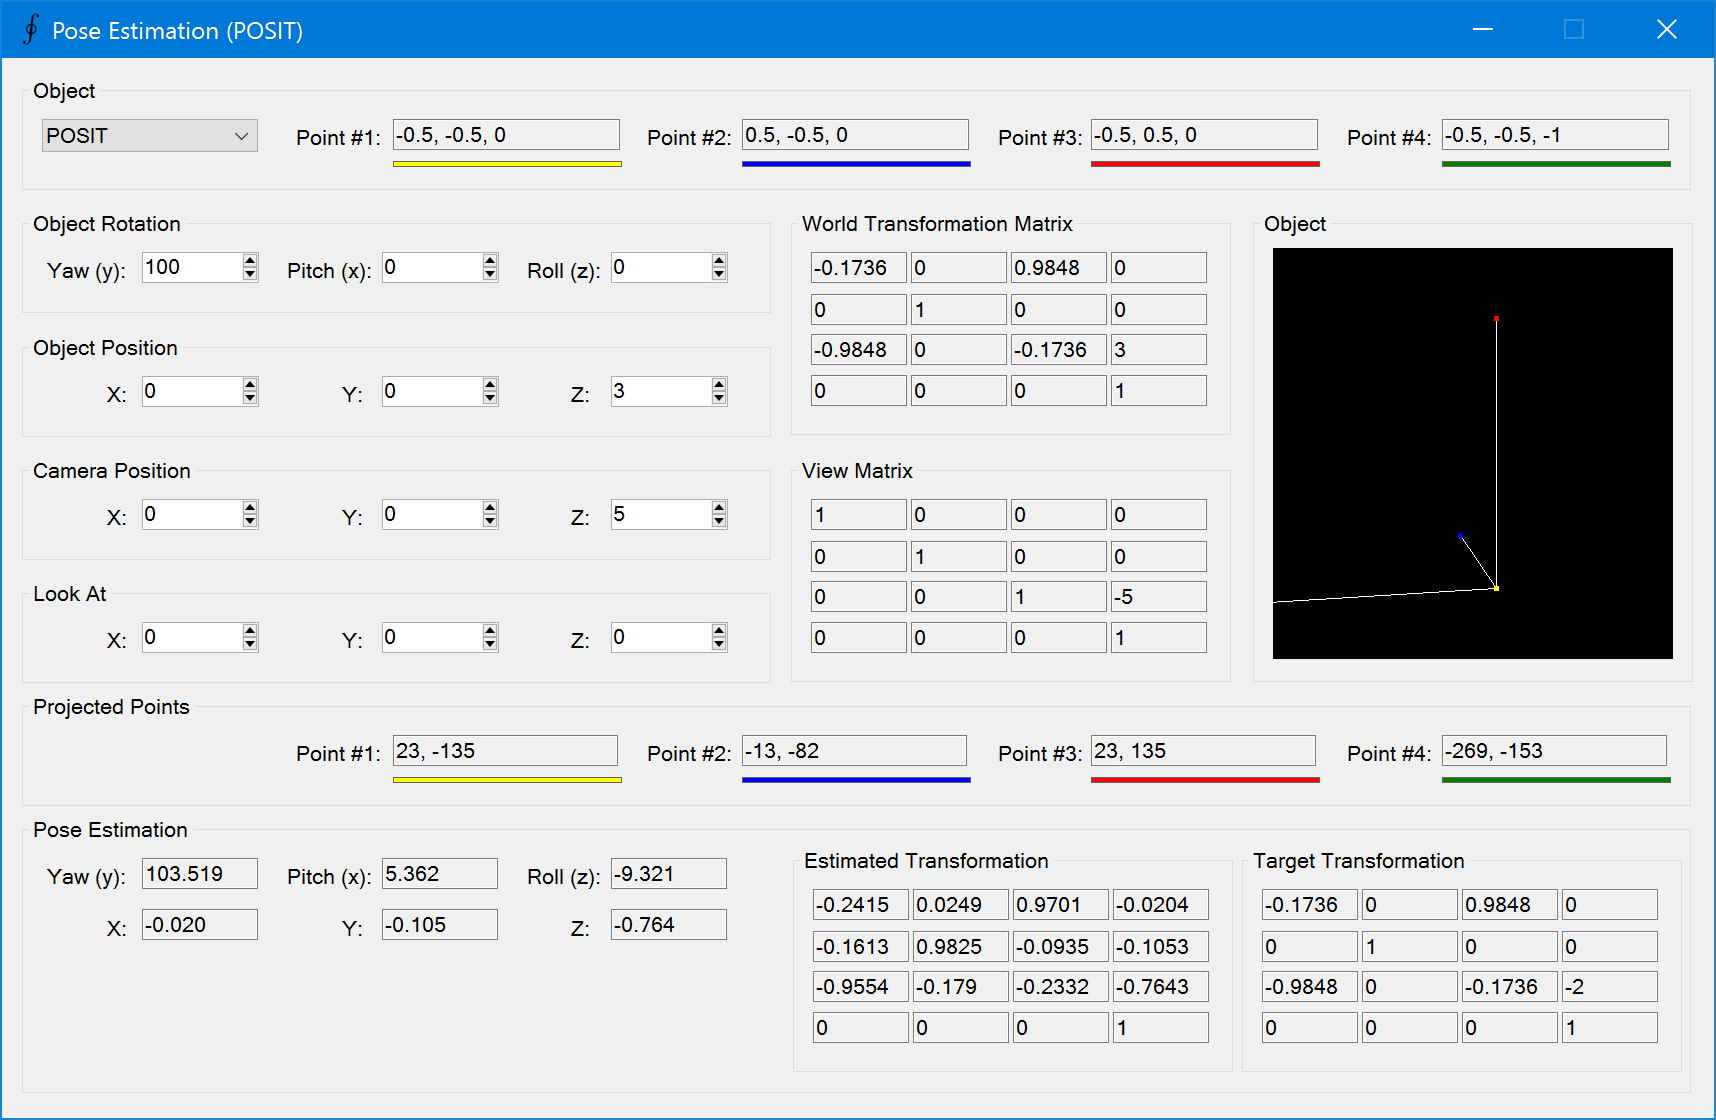 Pose Estimation (POSIT)
Object
POSIT Point #1: -0.5, -0.5, 0 Point #2: 0.5, -0.5, 0 Point #3: -0.5, 0.5, 0 Point #4: -0.5, -0.5, -1
Object Rotation
Yaw (y): 100 Pitch (x): 0 Roll (z): 0
Object Position
X: 0 Y: 0 Z: 3
Camera Position
X: 0 Y: 0 Z: 5
Look At
X: 0 Y: 0 Z: 0
World Transformation Matrix
-0.1736 0 0.9848 0
0 1 0 0
-0.9848 0 -0.1736 3
0 0 0 1
View Matrix
1 0 0 0
0 1 0 0
0 0 1 -5
0 0 0 1
Object
Projected Points
Point #1: 23, -135 Point #2: -13, -82 Point #3: 23, 135 Point #4: -269, -153
Pose Estimation
Yaw (y): 103.519 Pitch (x): 5.362 Roll (z): -9.321
X: -0.020 Y: -0.105 Z: -0.764
Estimated Transformation
-0.2415 0.0249 0.9701 -0.0204
-0.1613 0.9825 -0.0935 -0.1053
-0.9554 -0.179 -0.2332 -0.7643
0 0 0 1
Target Transformation
-0.1736 0 0.9848 0
0 1 0 0
-0.9848 0 -0.1736 -2
0 0 0 1